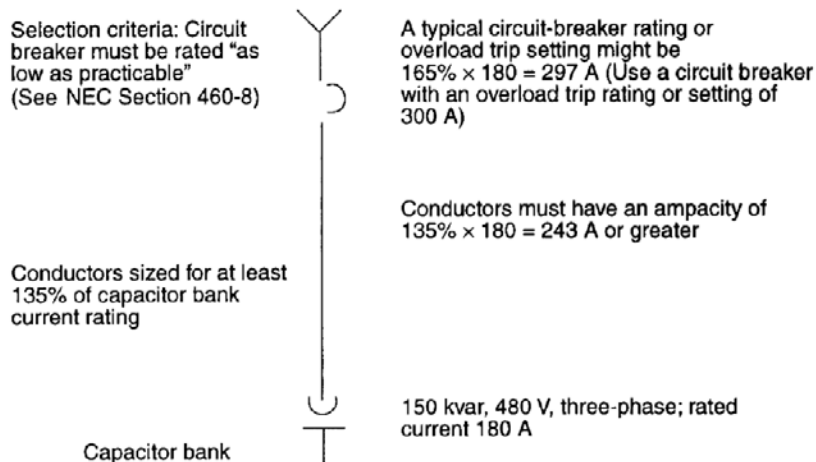 Selection criteria: Circuit
breaker must be rated “as
low as practicable”
(See NEC Section 460-8)
A typical circuit-breaker rating or
overload trip setting might be
165% × 180 = 297 A (Use a circuit breaker
with an overload trip rating or setting of
300 A)
Conductors must have an ampacity of
135% × 180 = 243 A or greater
Conductors sized for at least
135% of capacitor bank
current rating
150 kvar, 480 V, three-phase; rated
current 180 A
Capacitor bank